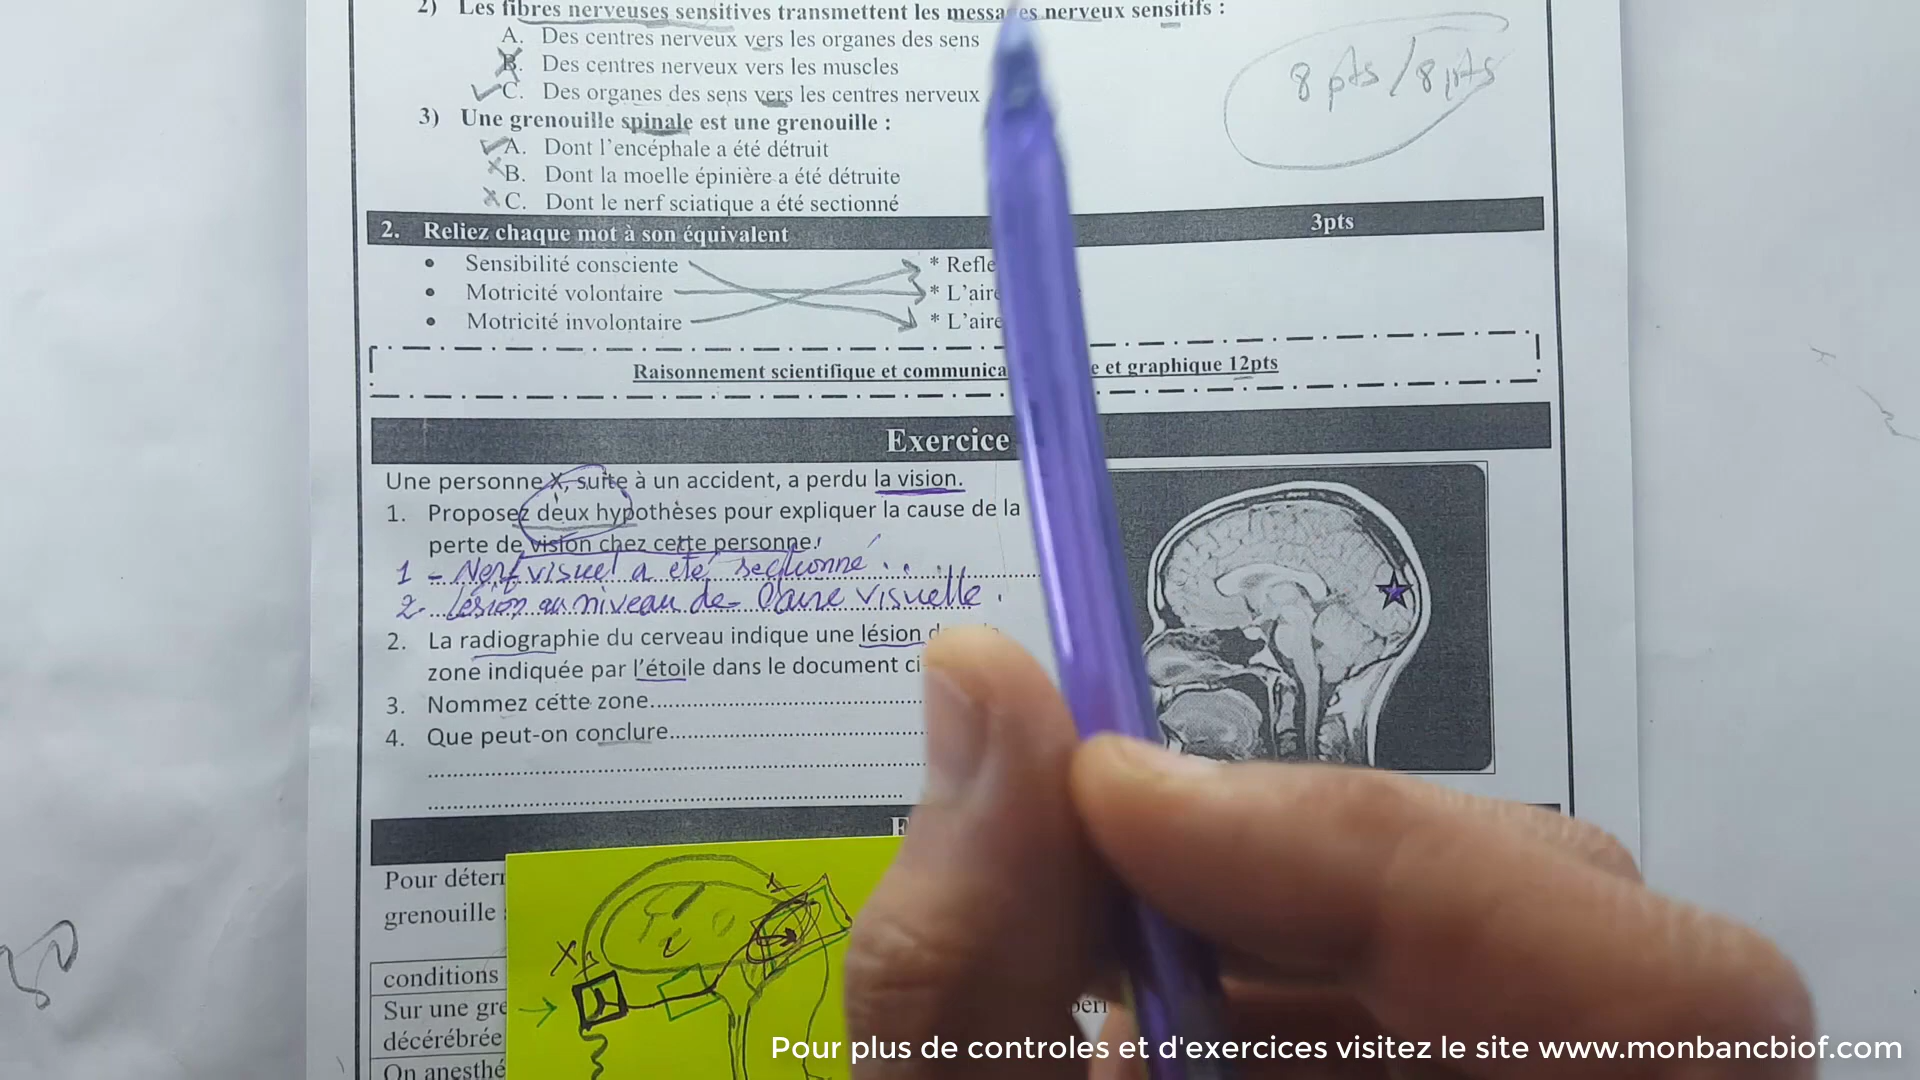 2) Les fibres nerveuses sensitives transmettent les messages nerveux sensitifs :
A. Des centres nerveux vers les organes des sens
B. Des centres nerveux vers les muscles
C. Des organes des sens vers les centres nerveux
8 pts / 8 pts
3) Une grenouille spinale est une grenouille :
A. Dont l'encéphale a été détruit
B. Dont la moelle épinière a été détruite
C. Dont le nerf sciatique a été sectionné
2. Reliez chaque mot à son équivalent 3pts
• Sensibilité consciente * Refle
• Motricité volontaire * L'aire
• Motricité involontaire * L'aire
Raisonnement scientifique et communica e et graphique 12pts
Exercice
Une personne X, suite à un accident, a perdu la vision.
1. Proposez deux hypothèses pour expliquer la cause de la
perte de vision chez cette personne.
1 - Nerf visuel a été sectionné.
2. Lésion au niveau de l'aire visuelle.
2. La radiographie du cerveau indique une lésion
zone indiquée par l'étoile dans le document ci
3. Nommez cette zone
4. Que peut-on conclure
E
Pour déterr
grenouille
conditions
Sur une gre
décérébrée
On anesthé
X
péri
Pour plus de controles et d'exercices visitez le site www.monbancbiof.com